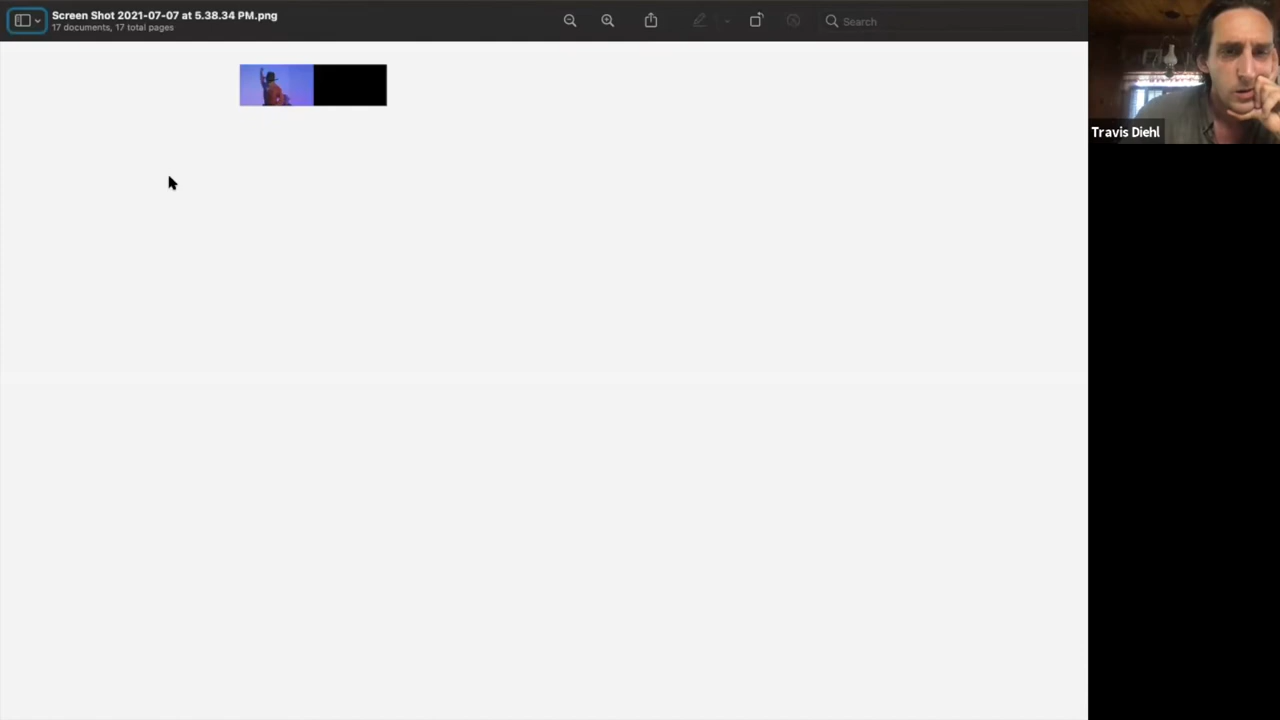 Screen Shot 2021-07-07 at 5.38.34 PM.png
17 documents, 17 total pages
Search
Travis Diehl